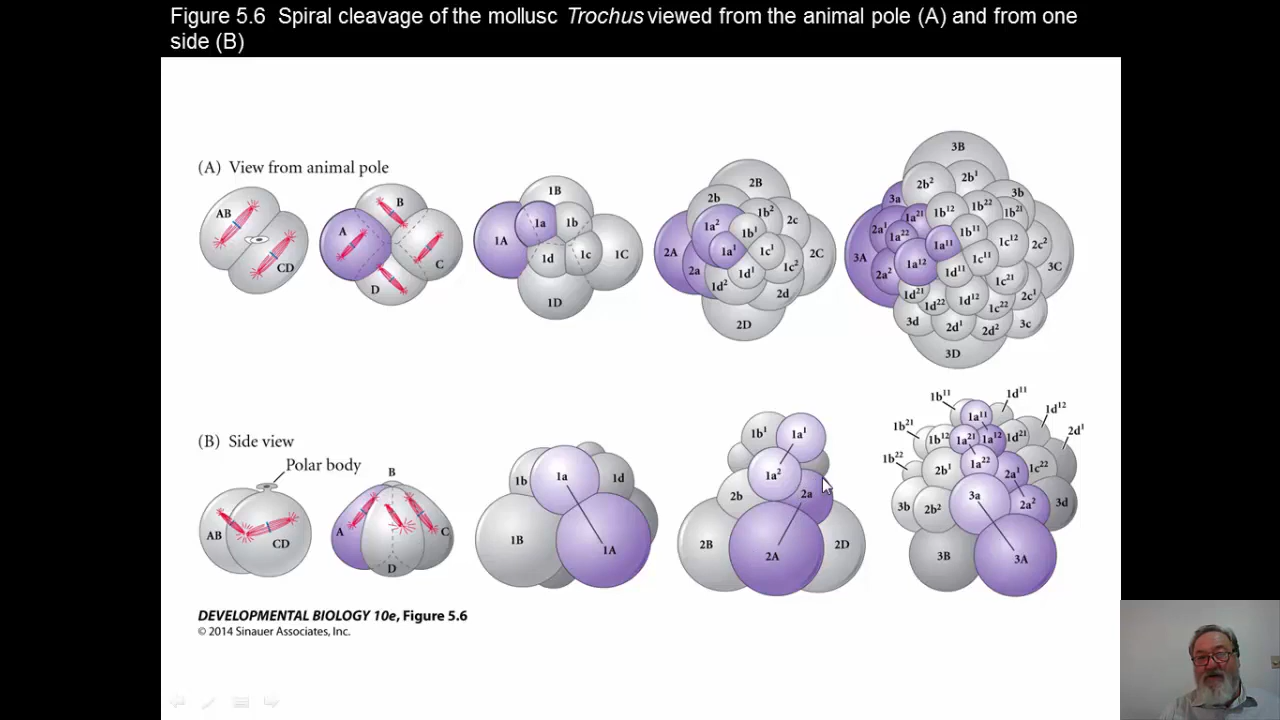 Figure 5.6 Spiral cleavage of the mollusc Trochus viewed from the animal pole (A) and from one
side (B)
(A) View from animal pole
AB
CD
A
B
C
D
1B
1a
1b
1A
1d
1c
1C
1D
2B
2b
1a²
1b²
2c
1b¹
2A
1a¹
1c¹
2C
2a
1d¹
1c²
1d²
2d
2D
3B
2b²
2b¹
3a
3b
1a²¹
1b¹²
1b²²
1b²¹
2a¹
1a²²
1b¹¹
1a¹¹
1c¹²
2c²
3A
1a¹²
1c¹¹
3C
2a²
1d¹¹
1c²¹
1d²¹
1d²²
1d¹²
1c²²
2c¹
3d
2d¹
2d²
3c
3D
(B) Side view
Polar body
AB
CD
B
A
C
D
1b
1a
1d
1B
1A
1b¹
1a¹
1a²
2b
2a
2B
2A
2D
1b¹¹
1d¹¹
1a¹¹
1d¹²
1b²¹
1b¹²
1a²¹
1a¹²
1d²¹
2d¹
1b²²
2b¹
1a²²
2a¹
1c²²
3b
2b²
3a
2a²
3d
3B
3A
DEVELOPMENTAL BIOLOGY 10e, Figure 5.6
© 2014 Sinauer Associates, Inc.